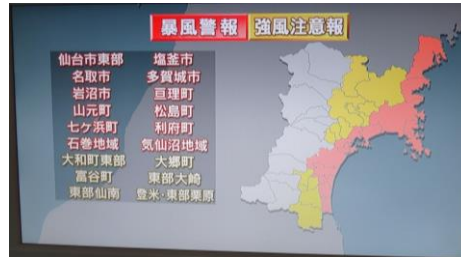 暴風警報 強風注意報
仙台市東部 塩釜市
名取市 多賀城市
岩沼市 亘理町
山元町 松島町
七ヶ浜町 利府町
石巻地域 気仙沼地域
大和町東部 大郷町
富谷町 東部大崎
東部仙南 登米・東部栗原